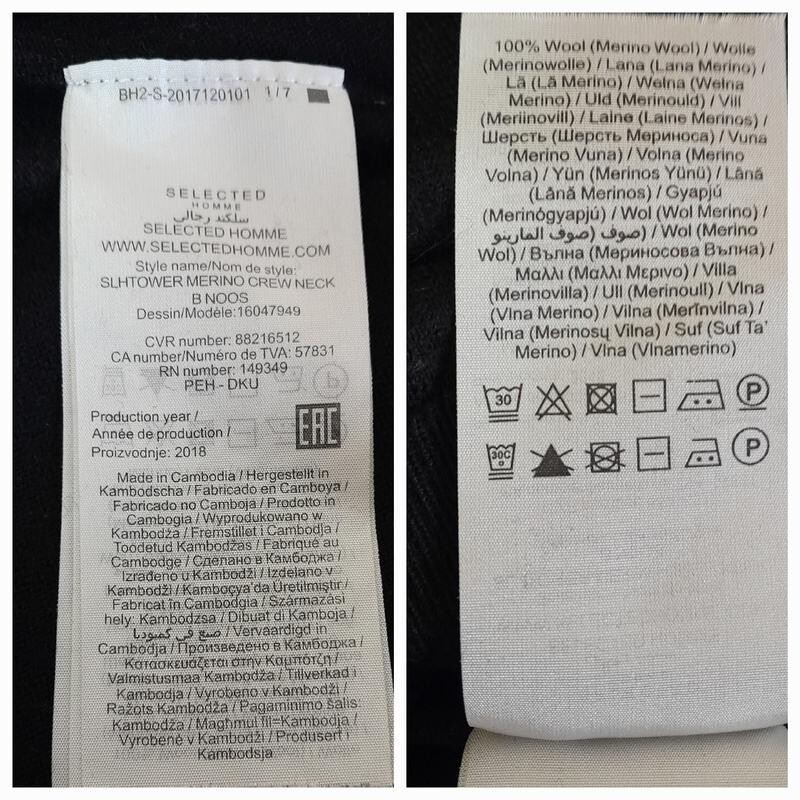 BH2-S-2017120101 1/7
SELECTED
HOMME
سلكتد رجالي
SELECTED HOMME
WWW.SELECTEDHOMME.COM
Style name/Nom de style:
SLHTOWER MERINO CREW NECK
B NOOS
Dessin/Modèle:16047949
CVR number: 88216512
CA number/Numéro de TVA: 57831
RN number: 149349
PEH - DKU
Production year /
Année de production /
Proizvodnje: 2018
EAC
Made in Cambodia / Hergestellt in
Kambodscha / Fabricado en Camboya /
Fabricado no Camboja / Prodotto in
Cambogia / Wyprodukowano w
Kambodża / Fremstillet i Cambodja /
Toodetud Kambodžas / Fabriqué au
Cambodge / Сделано в Камбоджа /
Izrađeno u Kambodži / Izdelano v
Kambodži / Kamboçya'da Üretilmiştir /
Fabricat în Cambodgia / Származási
hely: Kambodzsa / Dibuat di Kamboja /
صنع في كمبوديا / Vervaardigd in
Cambodja / Произведено в Камбоджа /
Κατασκευάζεται στην Καμπότζη /
Valmistusmaa Kambodža / Tillverkad i
Kambodja / Vyrobeno v Kambodži /
Ražots Kambodža / Pagaminimo šalis:
Kambodža / Magħmul fil=Kambodja /
Vyrobené v Kambodži / Produsert i
Kambodsja
100% Wool (Merino Wool) / Wolle
(Merinowolle) / Lana (Lana Merino) /
Lã (Lã Merino) / Wełna (Wełna
Merino) / Uld (Merinould) / Vill
(Meriinovill) / Laine (Laine Merinos) /
Шерсть (Шерсть Мериноса) / Vuna
(Merino Vuna) / Volna (Merino
Volna) / Yün (Merinos Yünü) / Lână
(Lână Merinos) / Gyapjú
(Merinógyapjú) / Wol (Wol Merino) /
صوف (صوف المارينو) / Wol (Merino
Wol) / Вълна (Мериносова Вълна) /
Μαλλι (Μαλλι Μερινο) / Villa
(Merinovilla) / Ull (Merinoull) / Vlna
(Vlna Merino) / Vilna (Merīnvilna) /
Vilna (Merinosų Vilna) / Suf (Suf Ta'
Merino) / Vlna (Vlnamerino)
30 P
30C P